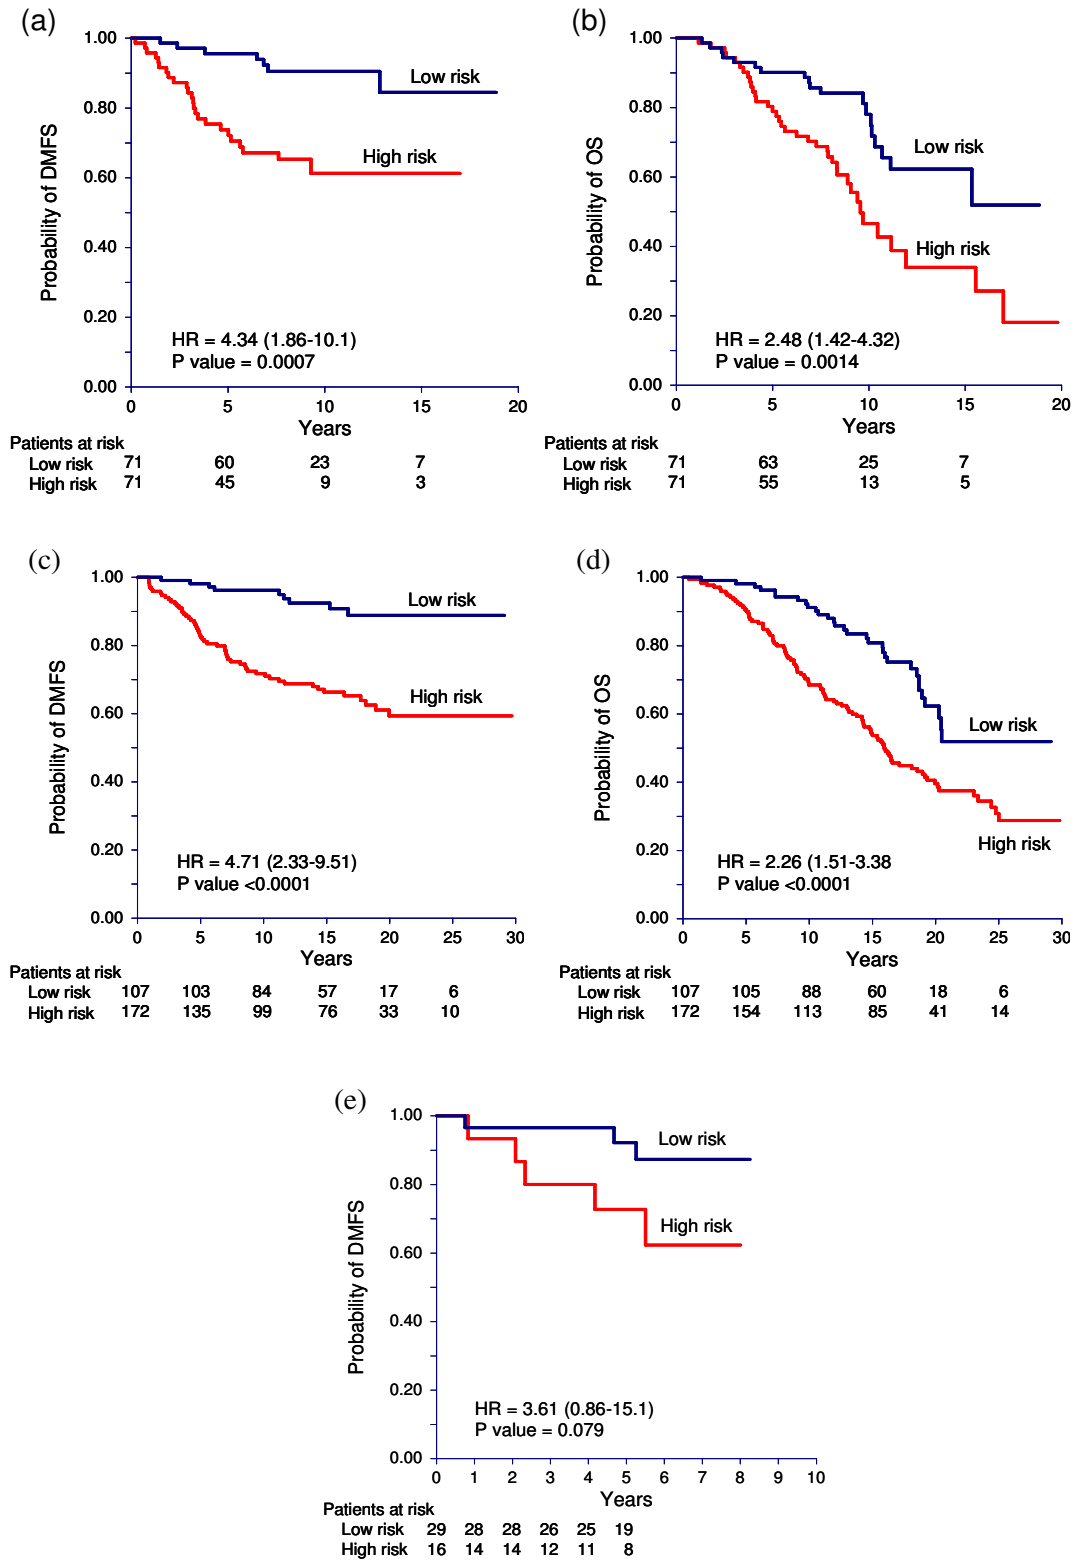 (a)
1.00
0.80
0.60
0.40
0.20
0.00
Probability of DMFS
Low risk
High risk
HR = 4.34 (1.86-10.1)
P value = 0.0007
0 5 10 15 20
Years
Patients at risk
Low risk 71 60 23 7
High risk 71 45 9 3
(b)
1.00
0.80
0.60
0.40
0.20
0.00
Probability of OS
Low risk
High risk
HR = 2.48 (1.42-4.32)
P value = 0.0014
0 5 10 15 20
Years
Patients at risk
Low risk 71 63 25 7
High risk 71 55 13 5
(c)
1.00
0.80
0.60
0.40
0.20
0.00
Probability of DMFS
Low risk
High risk
HR = 4.71 (2.33-9.51)
P value <0.0001
0 5 10 15 20 25 30
Years
Patients at risk
Low risk 107 103 84 57 17 6
High risk 172 135 99 76 33 10
(d)
1.00
0.80
0.60
0.40
0.20
0.00
Probability of OS
Low risk
High risk
HR = 2.26 (1.51-3.38
P value <0.0001
0 5 10 15 20 25 30
Years
Patients at risk
Low risk 107 105 88 60 18 6
High risk 172 154 113 85 41 14
(e)
1.00
0.80
0.60
0.40
0.20
0.00
Probability of DMFS
Low risk
High risk
HR = 3.61 (0.86-15.1)
P value = 0.079
0 1 2 3 4 5 6 7 8 9 10
Years
Patients at risk
Low risk 29 28 28 26 25 19
High risk 16 14 14 12 11 8